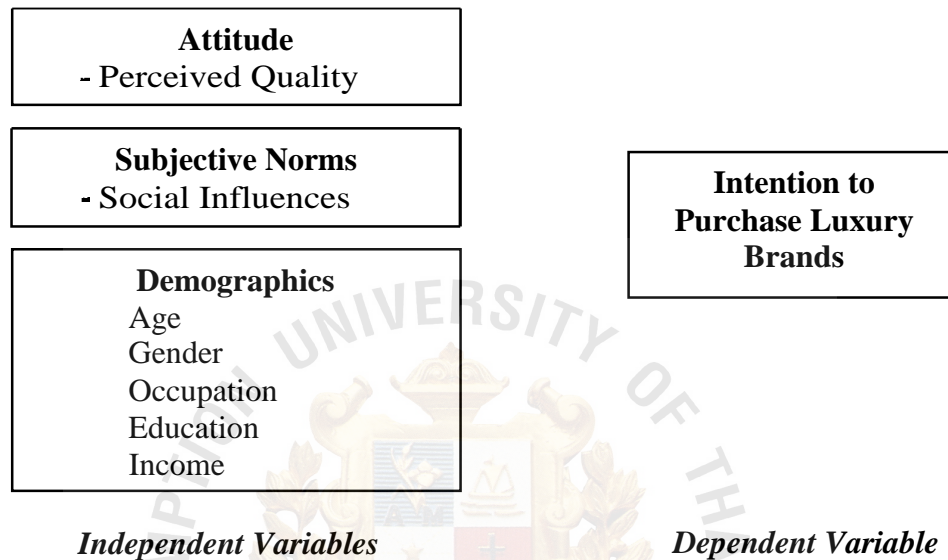 Attitude
- Perceived Quality
Subjective Norms
- Social Influences
Demographics
Age
Gender
Occupation
Education
Income
Independent Variables
Intention to
Purchase Luxury
Brands
Dependent Variable
UNIVERSITY OF
A M